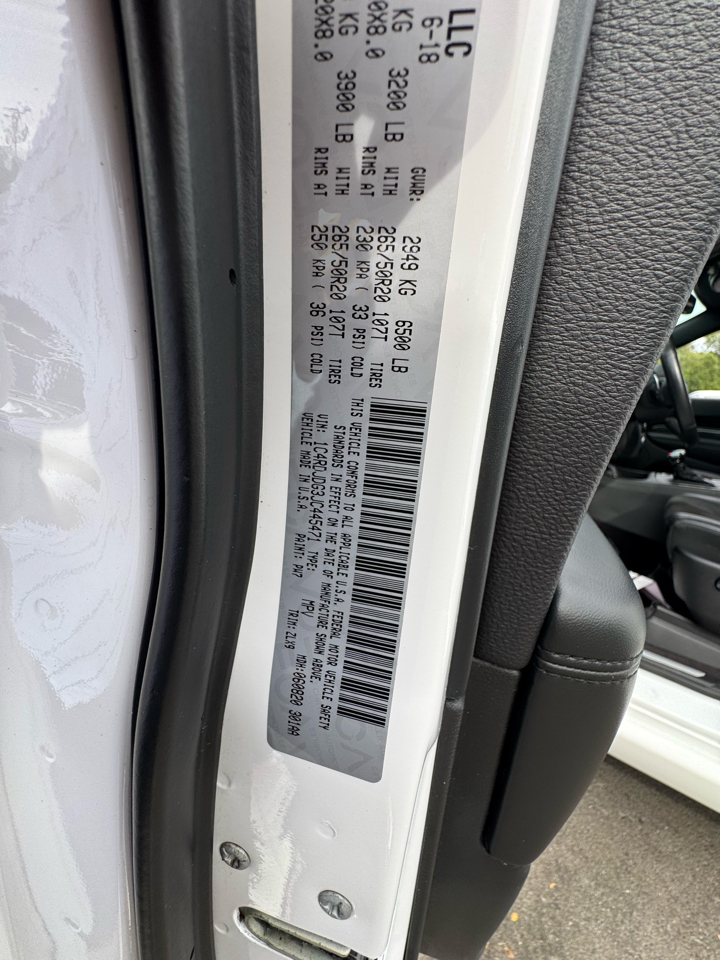 LLC
6-18 GVWR: 2949 KG 6500 LB
KG 3200 LB WITH 265/50R20 107T TIRES
0X8.0 RIMS AT 230 KPA ( 33 PSI) COLD
KG 3900 LB WITH 265/50R20 107T TIRES
20X8.0 RIMS AT 250 KPA ( 36 PSI) COLD
THIS VEHICLE CONFORMS TO ALL APPLICABLE U.S.A. FEDERAL MOTOR VEHICLE SAFETY
STANDARDS IN EFFECT ON THE DATE OF MANUFACTURE SHOWN ABOVE.
VIN: 1C4RDJDG3JC445471 TYPE: MPV MDH:060820 301AA
VEHICLE MADE IN U.S.A. PAINT: PW7 TRIM: ZLX9